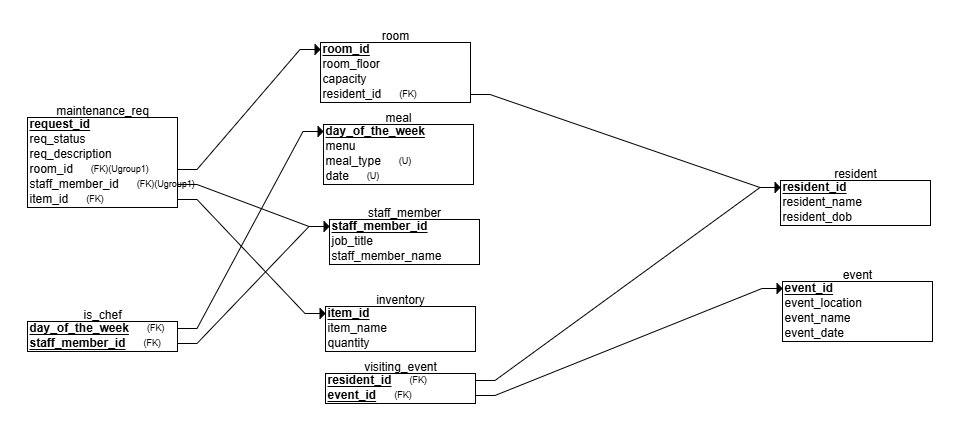 room
room_id
room_floor
capacity
resident_id (FK)
maintenance_req
request_id
req_status
req_description
room_id (FK)(Ugroup1)
staff_member_id (FK)(Ugroup1)
item_id (FK)
meal
day_of_the_week
menu
meal_type (U)
date (U)
resident
resident_id
resident_name
resident_dob
staff_member
staff_member_id
job_title
staff_member_name
event
event_id
event_location
event_name
event_date
inventory
item_id
item_name
quantity
is_chef
day_of_the_week (FK)
staff_member_id (FK)
visiting_event
resident_id (FK)
event_id (FK)